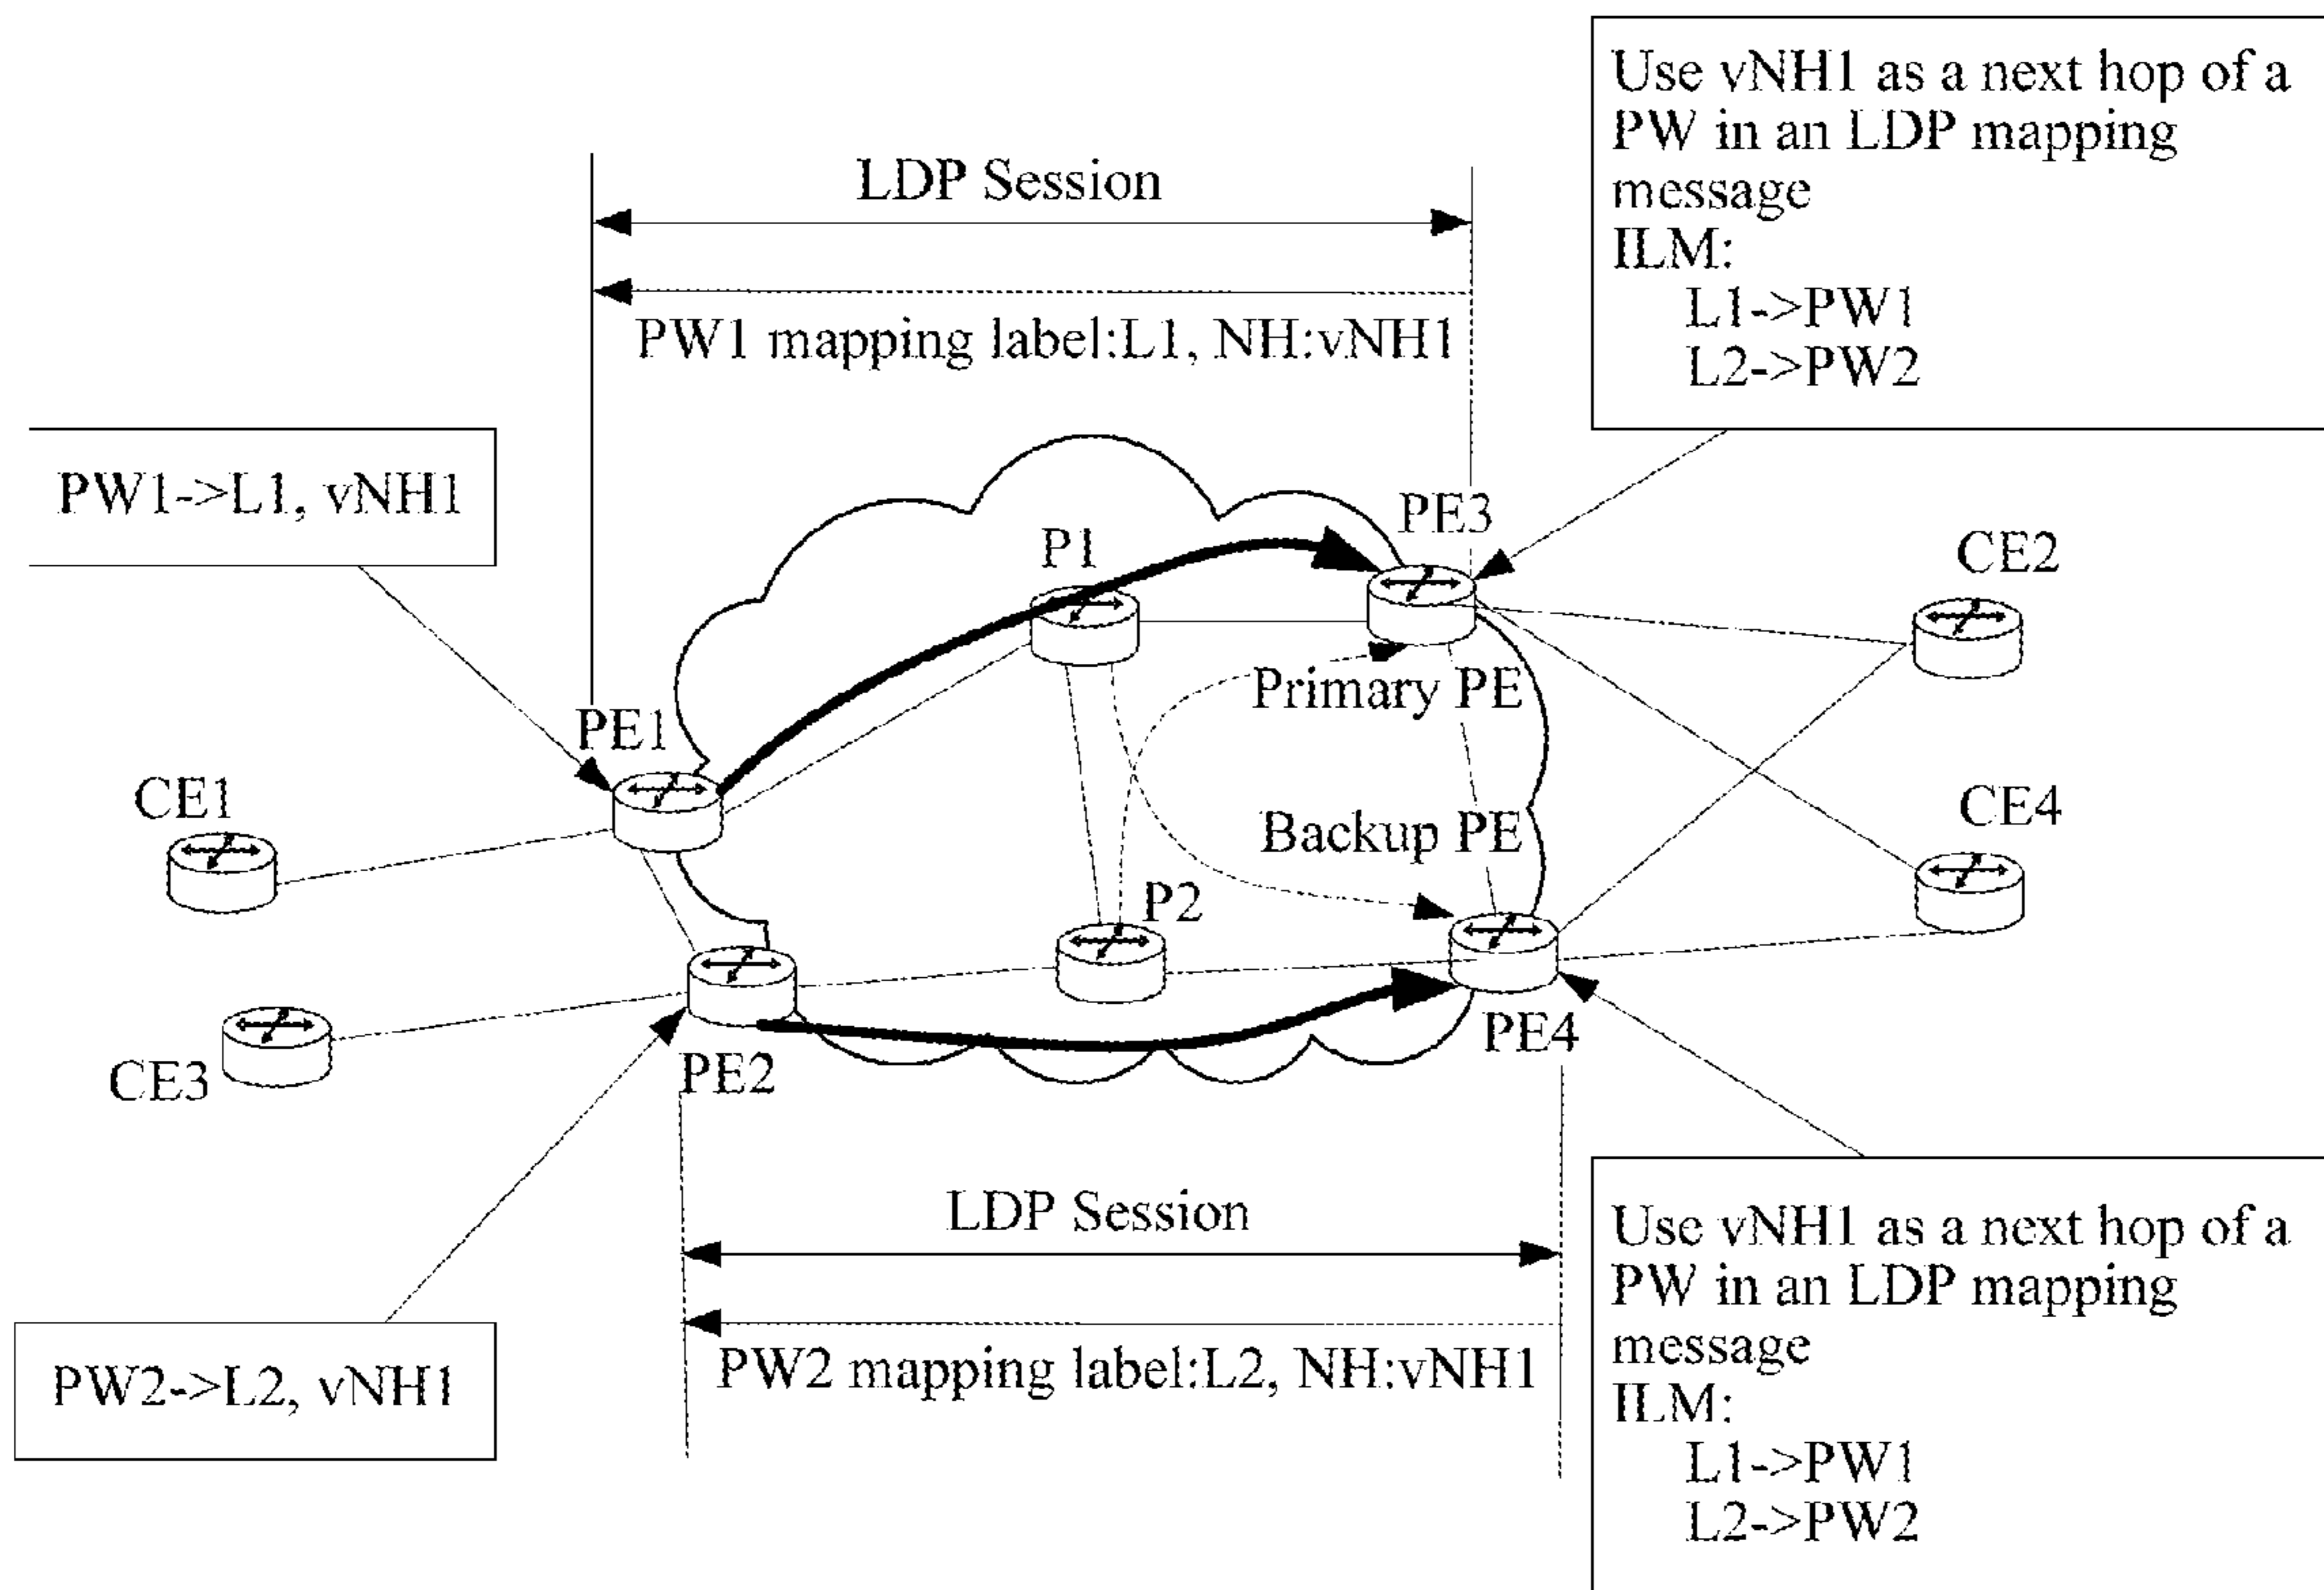 Use vNH1 as a next hop of a
PW in an LDP mapping
message
ILM:
L1->PW1
L2->PW2
LDP Session
PW1 mapping label:L1, NH:vNH1
PW1->L1, vNH1
PE3
P1
CE2
Primary PE
PE1
CE1
CE4
Backup PE
P2
PE4
PE2
CE3
LDP Session
PW2 mapping label:L2, NH:vNH1
PW2->L2, vNH1
Use vNH1 as a next hop of a
PW in an LDP mapping
message
ILM:
L1->PW1
L2->PW2